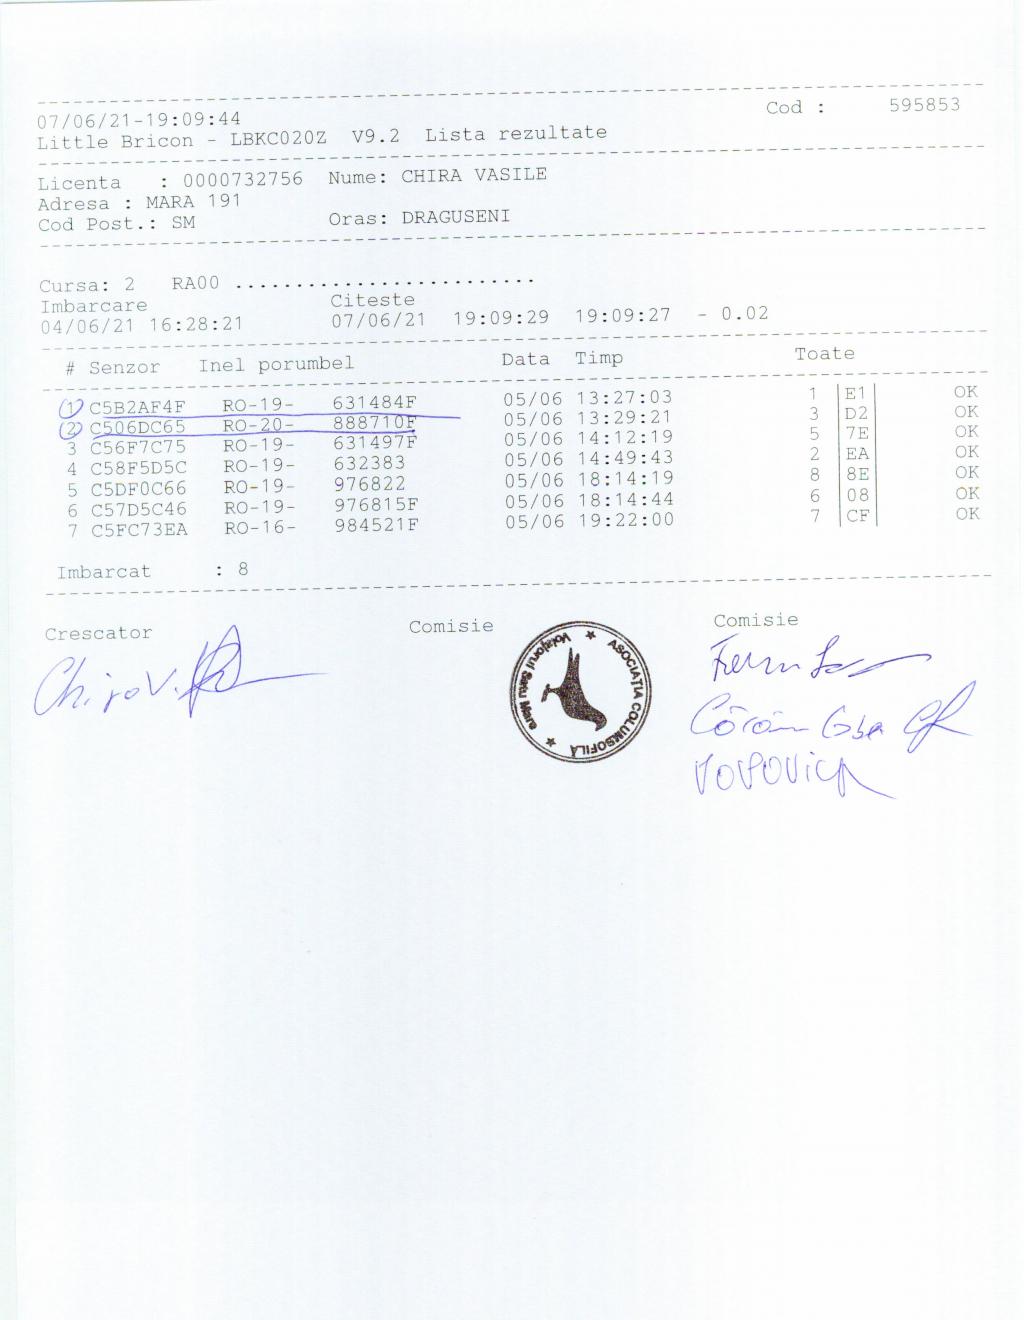 07/06/21-19:09:44 Cod : 595853
Little Bricon - LBKC020Z V9.2 Lista rezultate
Licenta : 0000732756 Nume: CHIRA VASILE
Adresa : MARA 191
Cod Post.: SM Oras: DRAGUSENI
Cursa: 2 RA00 .........................
Imbarcare Citeste
04/06/21 16:28:21 07/06/21 19:09:29 19:09:27 - 0.02
# Senzor Inel porumbel Data Timp Toate
1 C5B2AF4F RO-19- 631484F 05/06 13:27:03 1 E1 OK
2 C506DC65 RO-20- 888710F 05/06 13:29:21 3 D2 OK
3 C56F7C75 RO-19- 631497F 05/06 14:12:19 5 7E OK
4 C58F5D5C RO-19- 632383 05/06 14:49:43 2 EA OK
5 C5DF0C66 RO-19- 976822 05/06 18:14:19 8 8E OK
6 C57D5C46 RO-19- 976815F 05/06 18:14:44 6 08 OK
7 C5FC73EA RO-16- 984521F 05/06 19:22:00 7 CF OK
Imbarcat : 8
Crescator Comisie Comisie
Chira V.
ASOCIATIA COLUMBOFILĂ
Voiajorul Satu Mare